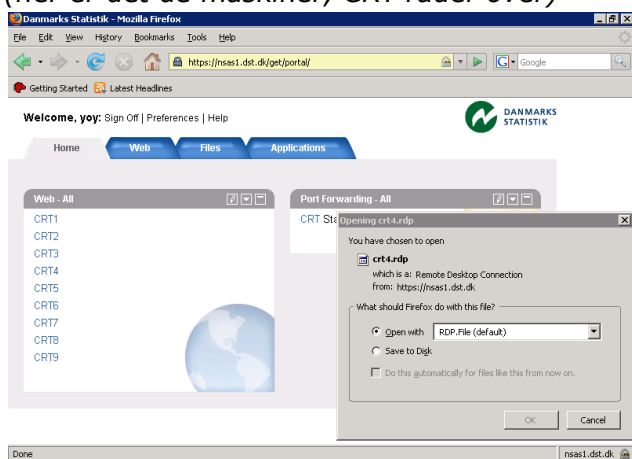 (her er det de maskiner, CRT råder over)
Danmarks Statistik - Mozilla Firefox
File Edit View History Bookmarks Tools Help
https://nsas1.dst.dk/get/portal/
G Google
Getting Started Latest Headlines
Welcome, yoy: Sign Off | Preferences | Help
DANMARKS
STATISTIK
Home Web Files Applications
Web - All
CRT1
CRT2
CRT3
CRT4
CRT5
CRT6
CRT7
CRT8
CRT9
Port Forwarding - All
CRT Sta
Opening crt4.rdp
You have chosen to open
crt4.rdp
which is a: Remote Desktop Connection
from: https://nsas1.dst.dk
What should Firefox do with this file?
Open with RDP.File (default)
Save to Disk
Do this automatically for files like this from now on.
OK Cancel
Done nsas1.dst.dk